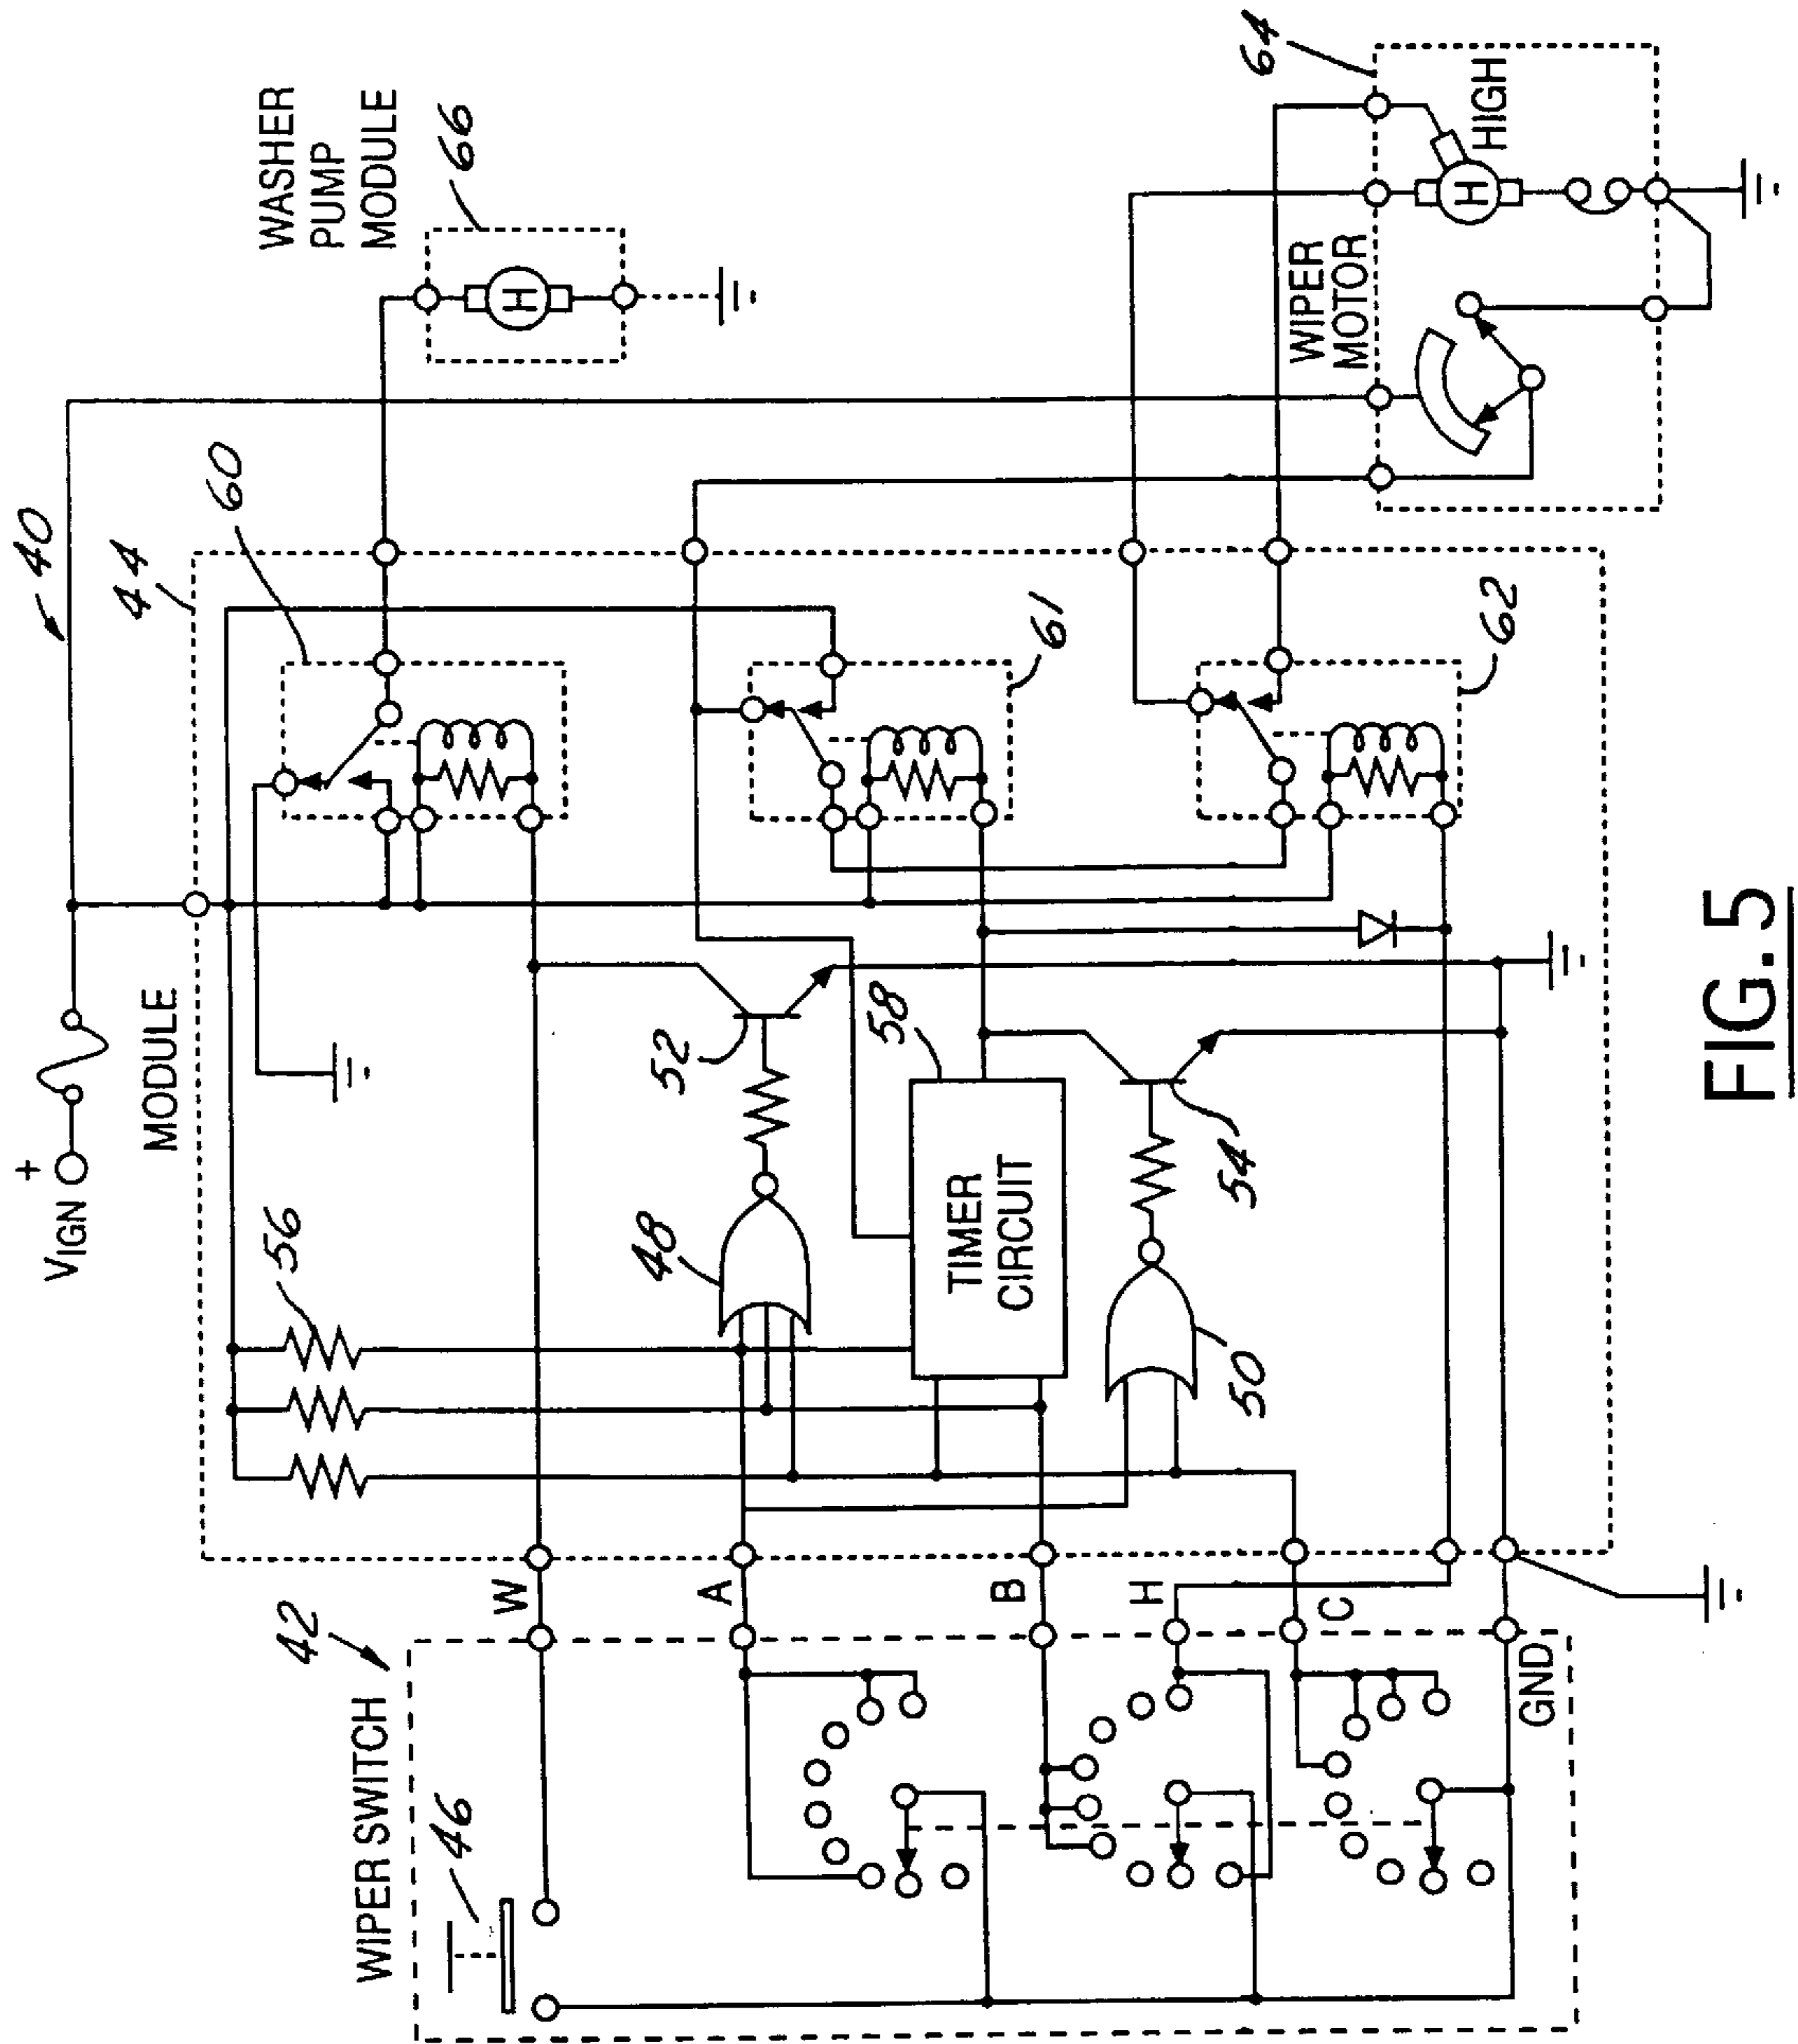 40
V_IGN
+
MODULE
44
WASHER
PUMP
MODULE
66
60
56
WIPER SWITCH
42
46
W
A
B
H
C
GND
48
52
58
TIMER
CIRCUIT
50
54
61
62
WIPER
MOTOR
64
HIGH
H
H
FIG. 5